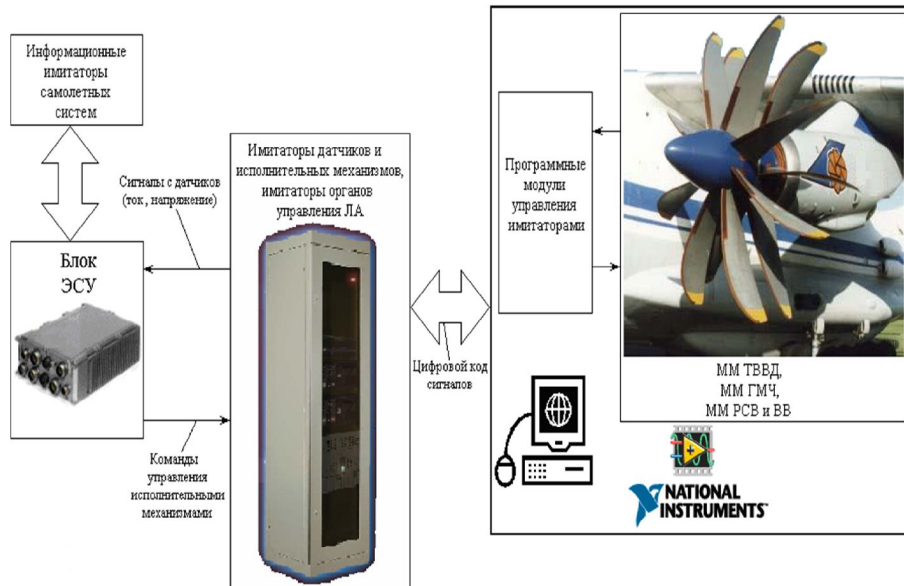 Информационные
имитаторы
самолетных
систем
Сигналы с датчиков
(ток , напряжение)
Блок
ЭСУ
Команды
управления
исполнительными
механизмами
Имитаторы датчиков и
исполнительных механизмов,
имитаторы органов
управления ЛА
Цифровой код
сигналов
Программные
модули
управления
имитаторами
ММ ТВВД,
ММ ГМЧ,
ММ РСВ и ВВ
NATIONAL
INSTRUMENTS™